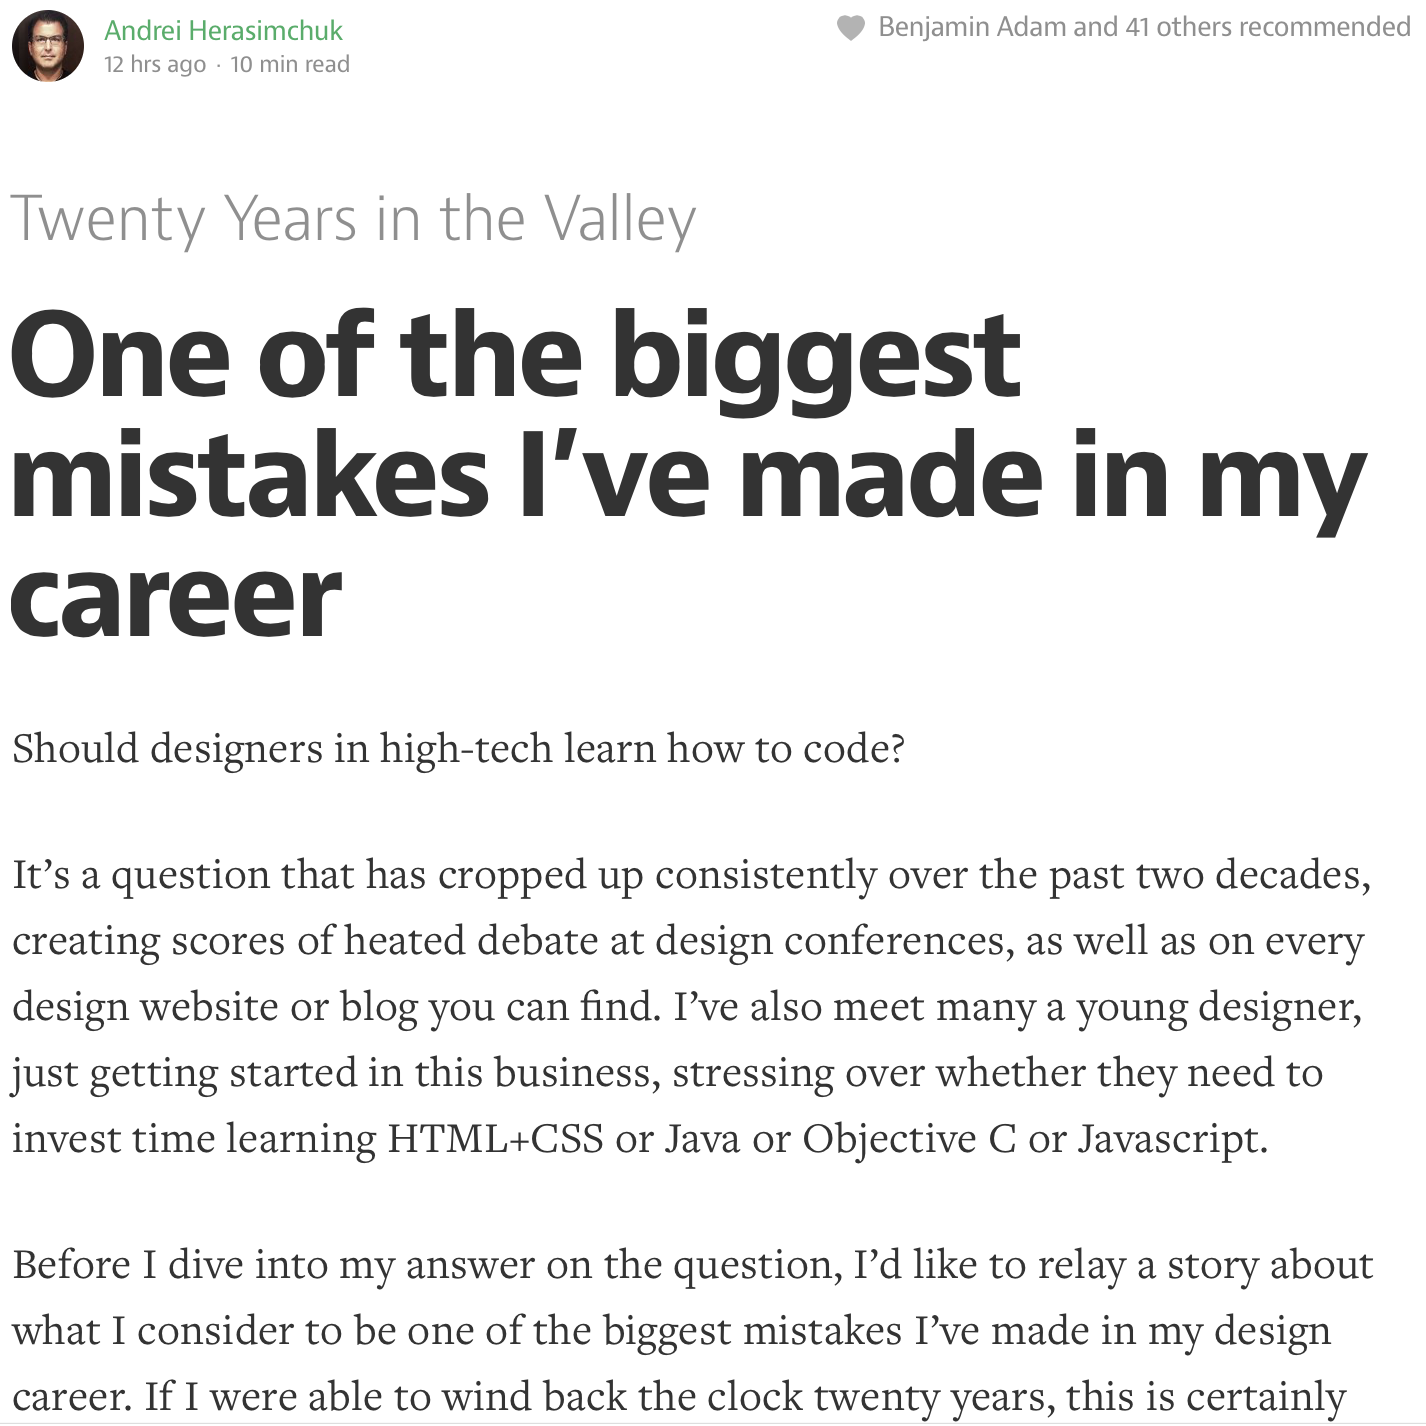 Andrei Herasimchuk
12 hrs ago · 10 min read
Benjamin Adam and 41 others recommended
Twenty Years in the Valley
One of the biggest
mistakes I’ve made in my
career
Should designers in high-tech learn how to code?
It’s a question that has cropped up consistently over the past two decades,
creating scores of heated debate at design conferences, as well as on every
design website or blog you can find. I’ve also meet many a young designer,
just getting started in this business, stressing over whether they need to
invest time learning HTML+CSS or Java or Objective C or Javascript.
Before I dive into my answer on the question, I’d like to relay a story about
what I consider to be one of the biggest mistakes I’ve made in my design
career. If I were able to wind back the clock twenty years, this is certainly